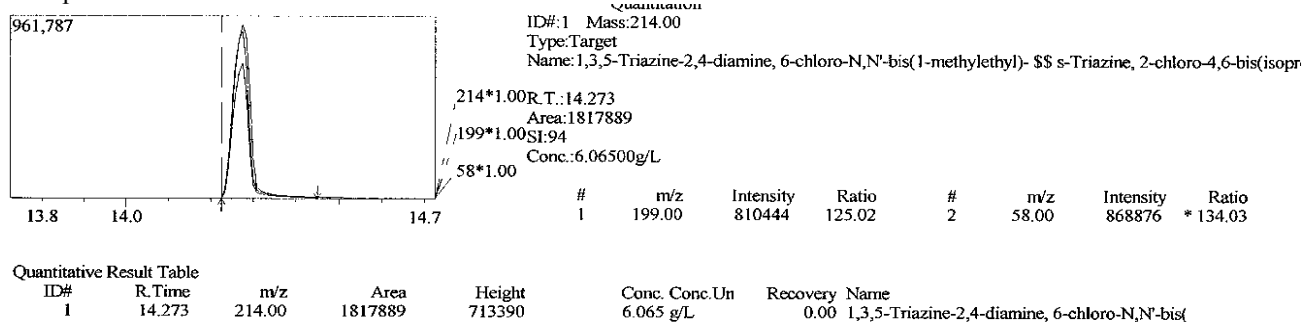 Quantitation
961,787
ID#:1 Mass:214.00
Type:Target
Name:1,3,5-Triazine-2,4-diamine, 6-chloro-N,N'-bis(1-methylethyl)- $$ s-Triazine, 2-chloro-4,6-bis(isopr
214*1.00
R.T.:14.273
Area:1817889
199*1.00
SI:94
Conc.:6.06500g/L
58*1.00
# m/z Intensity Ratio # m/z Intensity Ratio
1 199.00 810444 125.02 2 58.00 868876 * 134.03
13.8 14.0 14.7
Quantitative Result Table
ID# R.Time m/z Area Height Conc. Conc.Un Recovery Name
1 14.273 214.00 1817889 713390 6.065 g/L 0.00 1,3,5-Triazine-2,4-diamine, 6-chloro-N,N'-bis(